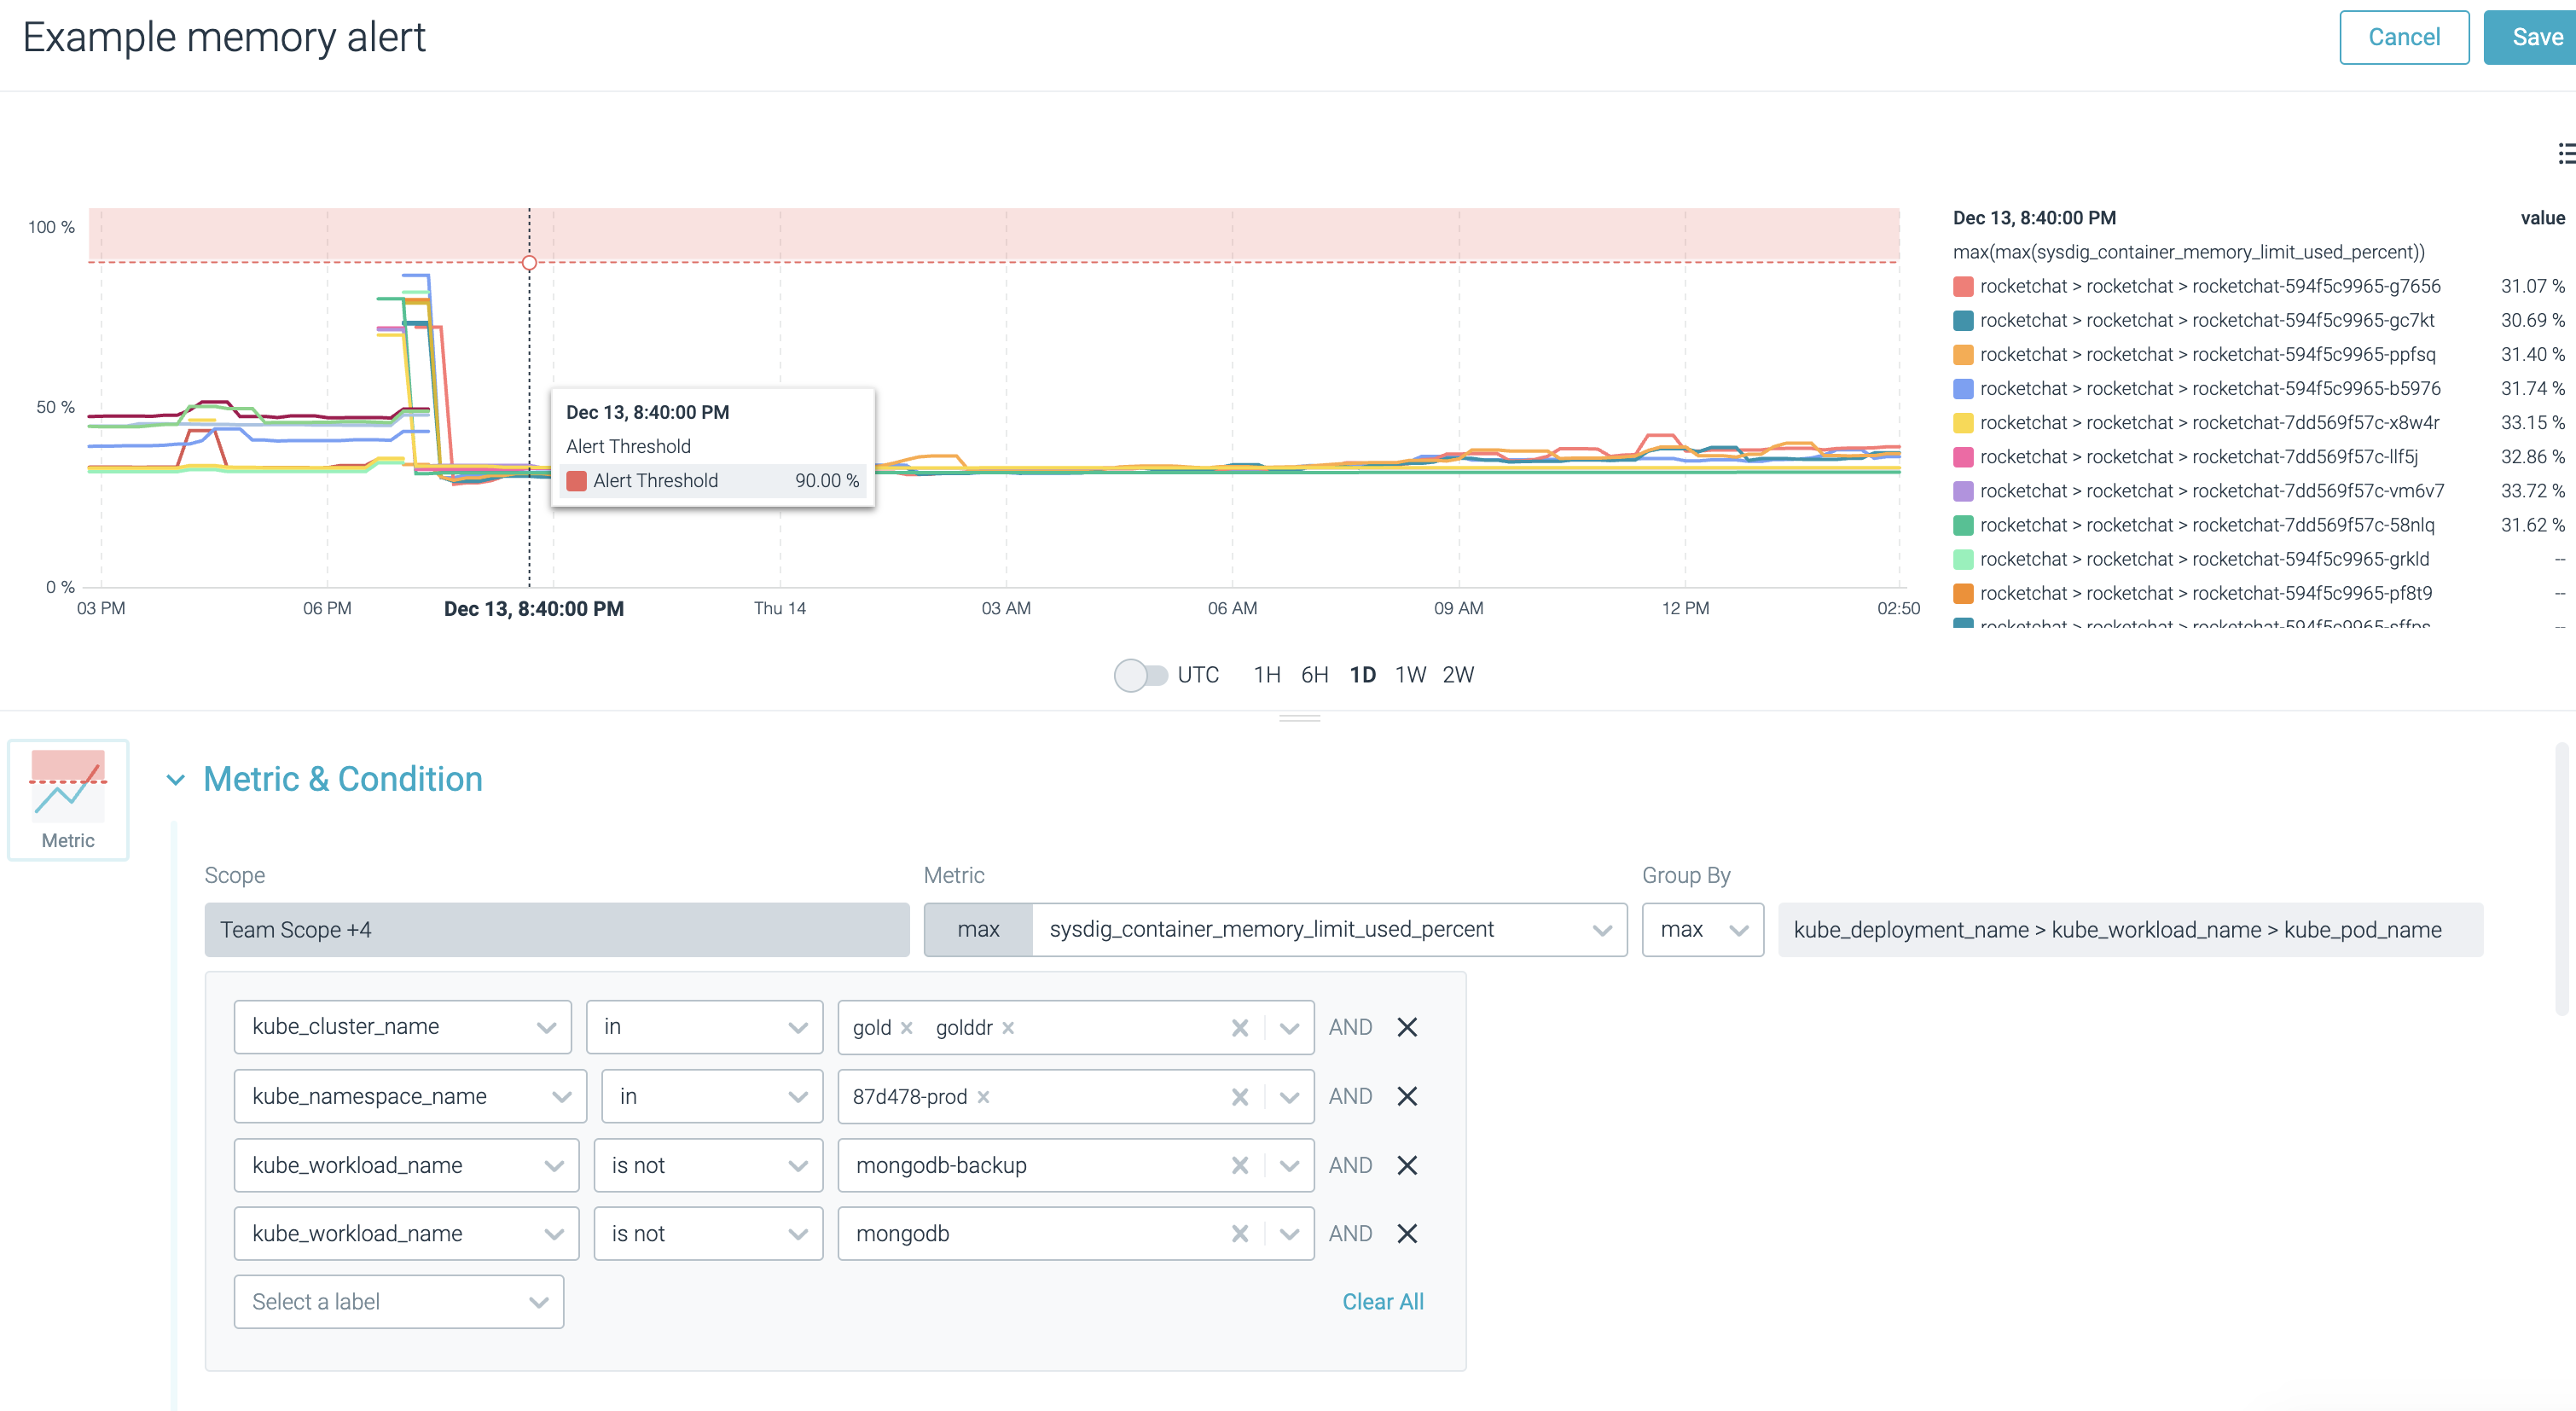 Example memory alert
Cancel
Save
100 %
50 %
0 %
03 PM
06 PM
Dec 13, 8:40:00 PM
Thu 14
03 AM
06 AM
09 AM
12 PM
02:50
Dec 13, 8:40:00 PM
Alert Threshold
Alert Threshold 90.00 %
Dec 13, 8:40:00 PM value
max(max(sysdig_container_memory_limit_used_percent))
rocketchat > rocketchat > rocketchat-594f5c9965-g7656 31.07 %
rocketchat > rocketchat > rocketchat-594f5c9965-gc7kt 30.69 %
rocketchat > rocketchat > rocketchat-594f5c9965-ppfsq 31.40 %
rocketchat > rocketchat > rocketchat-594f5c9965-b5976 31.74 %
rocketchat > rocketchat > rocketchat-7dd569f57c-x8w4r 33.15 %
rocketchat > rocketchat > rocketchat-7dd569f57c-llf5j 32.86 %
rocketchat > rocketchat > rocketchat-7dd569f57c-vm6v7 33.72 %
rocketchat > rocketchat > rocketchat-7dd569f57c-58nlq 31.62 %
rocketchat > rocketchat > rocketchat-594f5c9965-grkld --
rocketchat > rocketchat > rocketchat-594f5c9965-pf8t9 --
rocketchat > rocketchat > --
UTC 1H 6H 1D 1W 2W
Metric
Metric & Condition
Scope Metric Group By
Team Scope +4 max sysdig_container_memory_limit_used_percent max kube_deployment_name > kube_workload_name > kube_pod_name
kube_cluster_name in gold golddr AND
kube_namespace_name in 87d478-prod AND
kube_workload_name is not mongodb-backup AND
kube_workload_name is not mongodb AND
Select a label Clear All